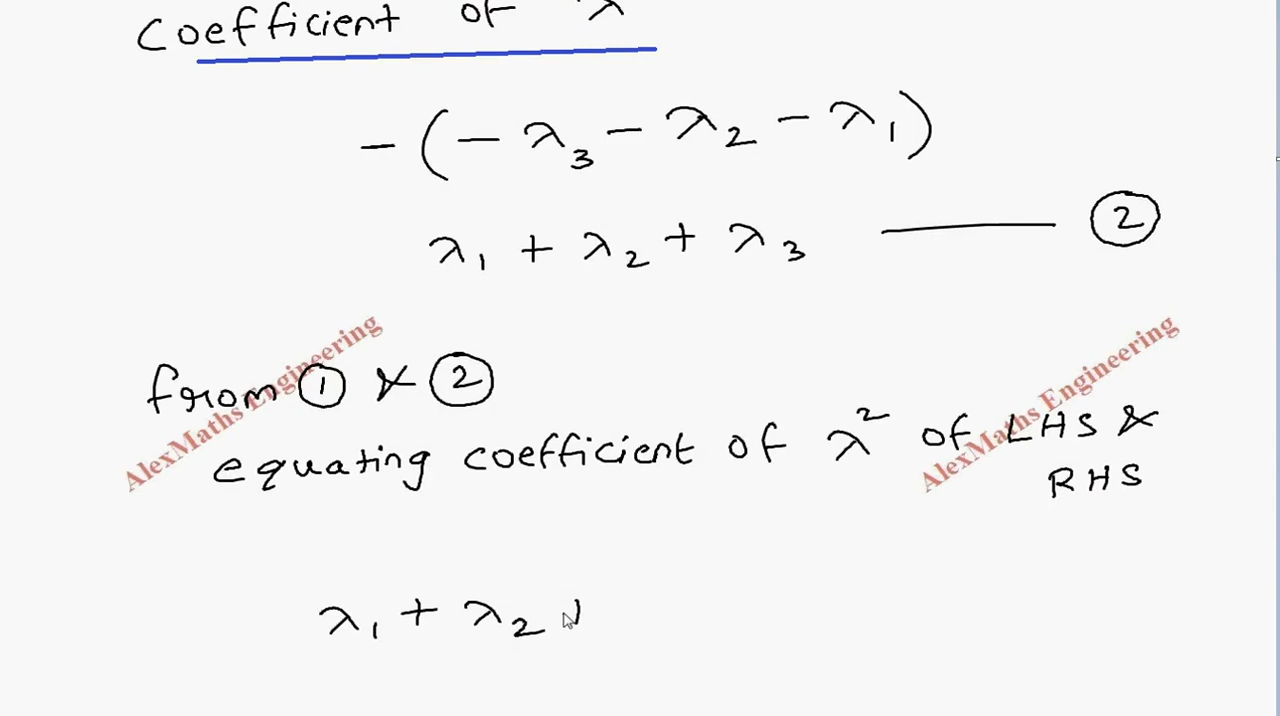 Coefficient of λ
- ( - λ₃ - λ₂ - λ₁ )
λ₁ + λ₂ + λ₃ —— ②
from ① & ②
equating coefficient of λ² of LHS &
RHS
λ₁ + λ₂
AlexMaths Engineering
AlexMaths Engineering